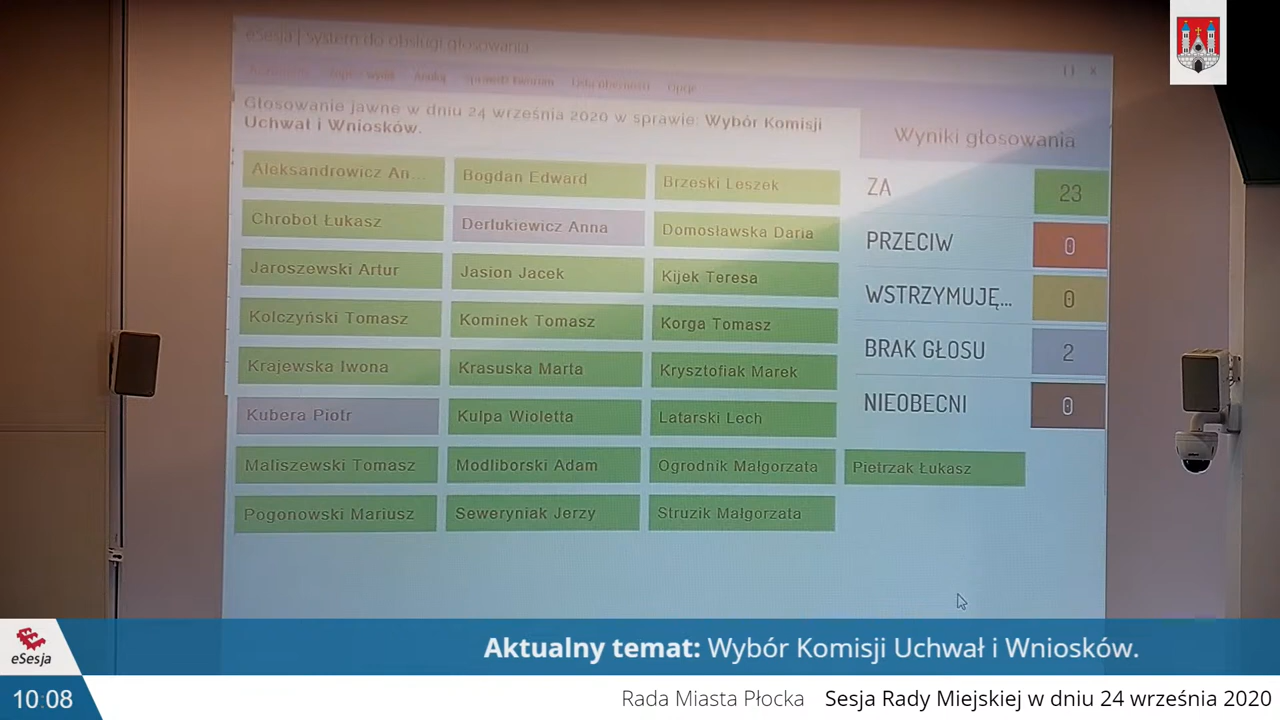 eSesja | system do obsługi głosowania
Sprawdź kworum Lista obecności Opcje
Głosowanie jawne w dniu 24 września 2020 w sprawie: Wybór Komisji
Uchwał i Wniosków.
Wyniki głosowania
Aleksandrowicz An... Bogdan Edward Brzeski Leszek
ZA 23
Chrobot Łukasz Derlukiewicz Anna Domosławska Daria
PRZECIW 0
Jaroszewski Artur Jasion Jacek Kijek Teresa
WSTRZYMUJĘ... 0
Kolczyński Tomasz Kominek Tomasz Korga Tomasz
BRAK GŁOSU 2
Krajewska Iwona Krasuska Marta Krysztofiak Marek
NIEOBECNI 0
Kubera Piotr Kulpa Wioletta Latarski Lech
Maliszewski Tomasz Modliborski Adam Ogrodnik Małgorzata Pietrzak Łukasz
Pogonowski Mariusz Seweryniak Jerzy Struzik Małgorzata
eSesja
Aktualny temat: Wybór Komisji Uchwał i Wniosków.
10:08
Rada Miasta Płocka Sesja Rady Miejskiej w dniu 24 września 2020